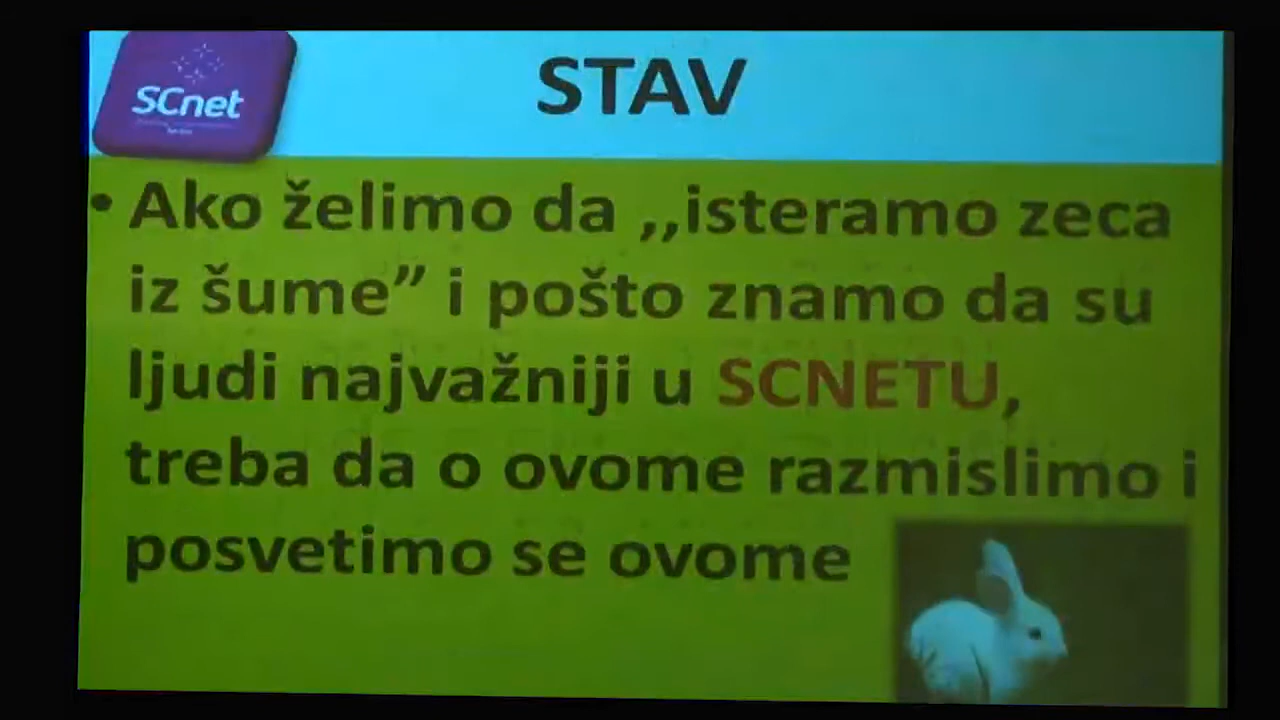 SCnet
STAV
• Ako želimo da ,,isteramo zeca
iz šume” i pošto znamo da su
ljudi najvažniji u SCNETU,
treba da o ovome razmislimo i
posvetimo se ovome